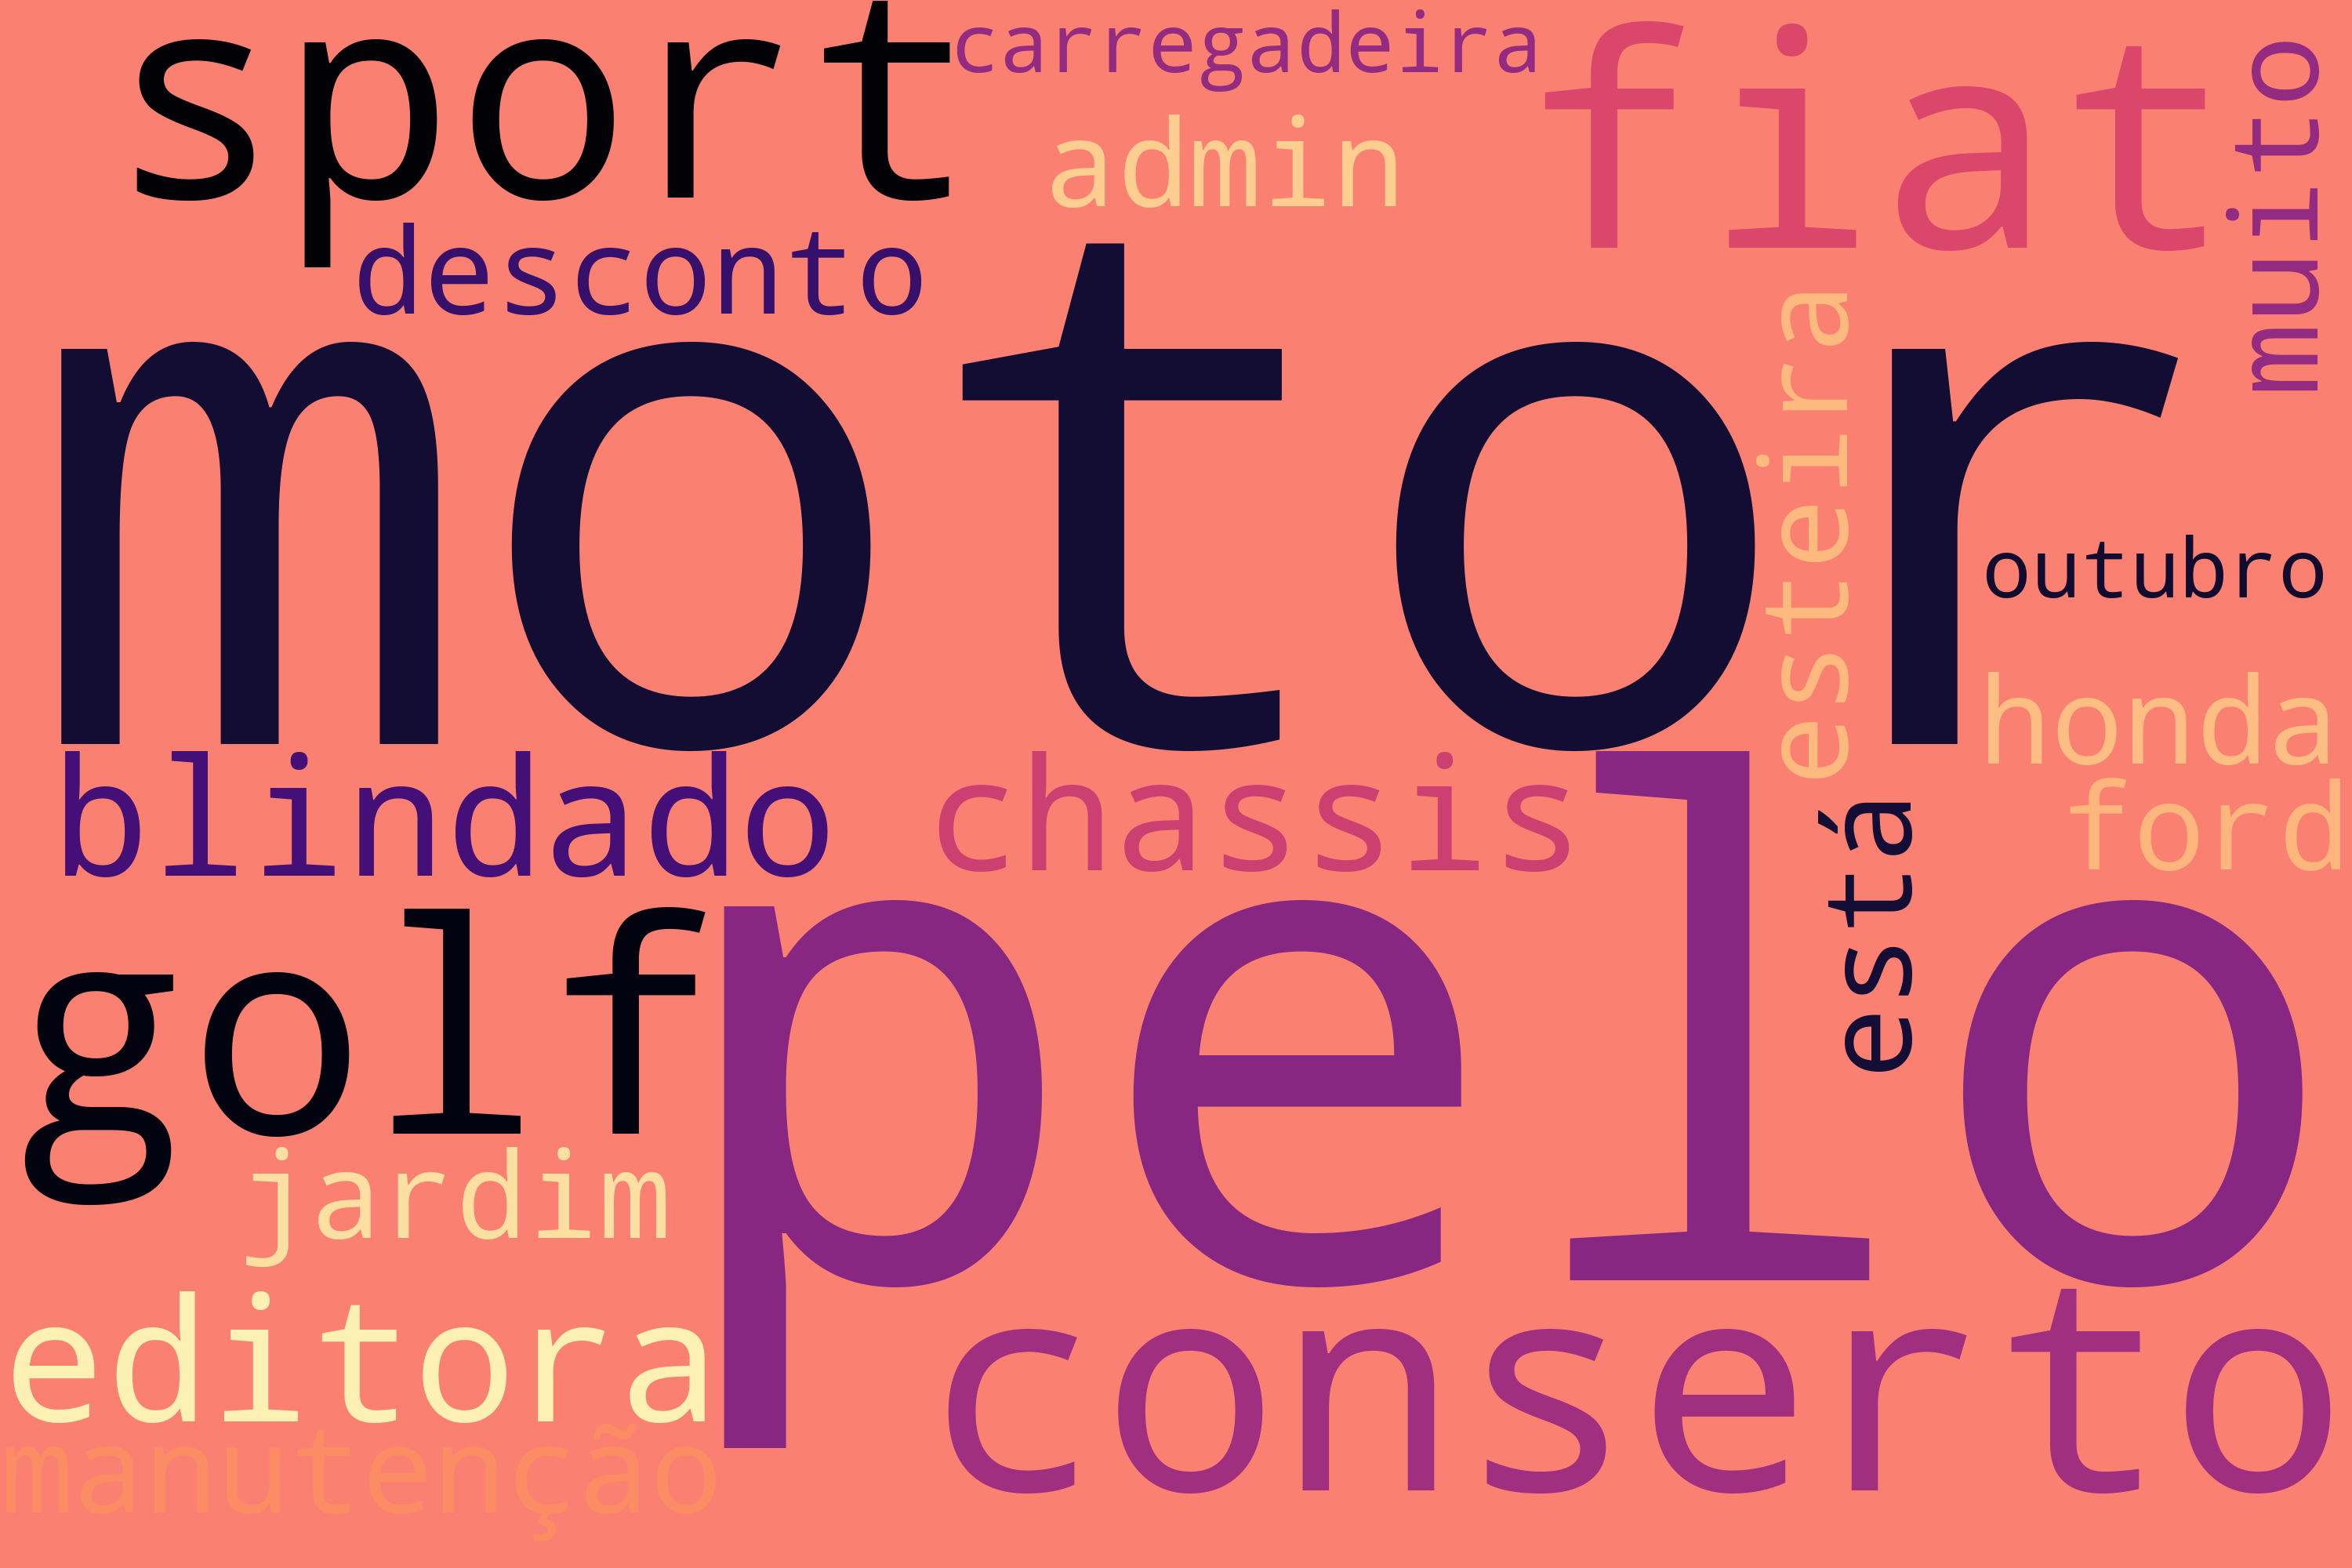 sport
carregadeira
fiat
muito
admin
desconto
motor
esteira
outubro
honda
blindado
chassis
ford
está
golf
pelo
jardim
editora
conserto
manutenção